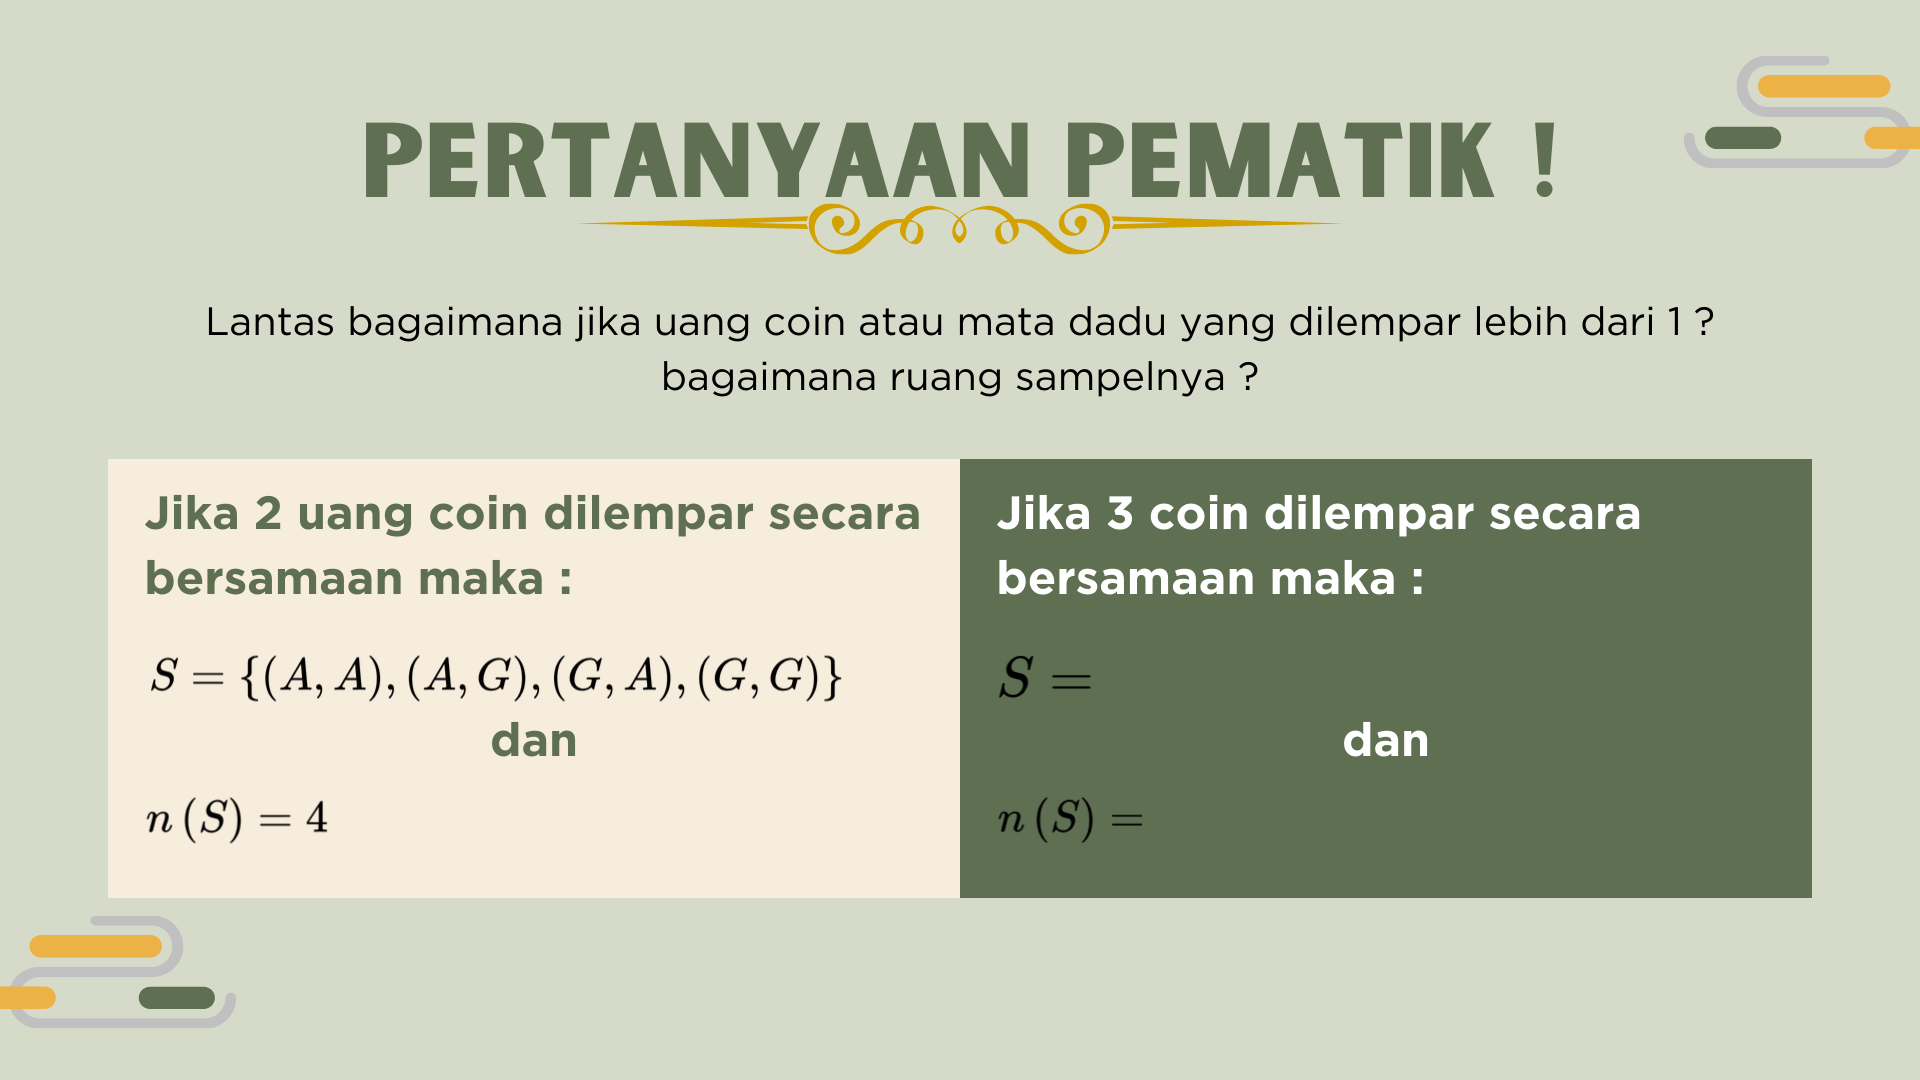 PERTANYAAN PEMATIK !
Lantas bagaimana jika uang coin atau mata dadu yang dilempar lebih dari 1 ?
bagaimana ruang sampelnya ?
Jika 2 uang coin dilempar secara
bersamaan maka :
S = {(A, A), (A, G), (G, A), (G, G)}
dan
n (S) = 4
Jika 3 coin dilempar secara
bersamaan maka :
S =
dan
n (S) =